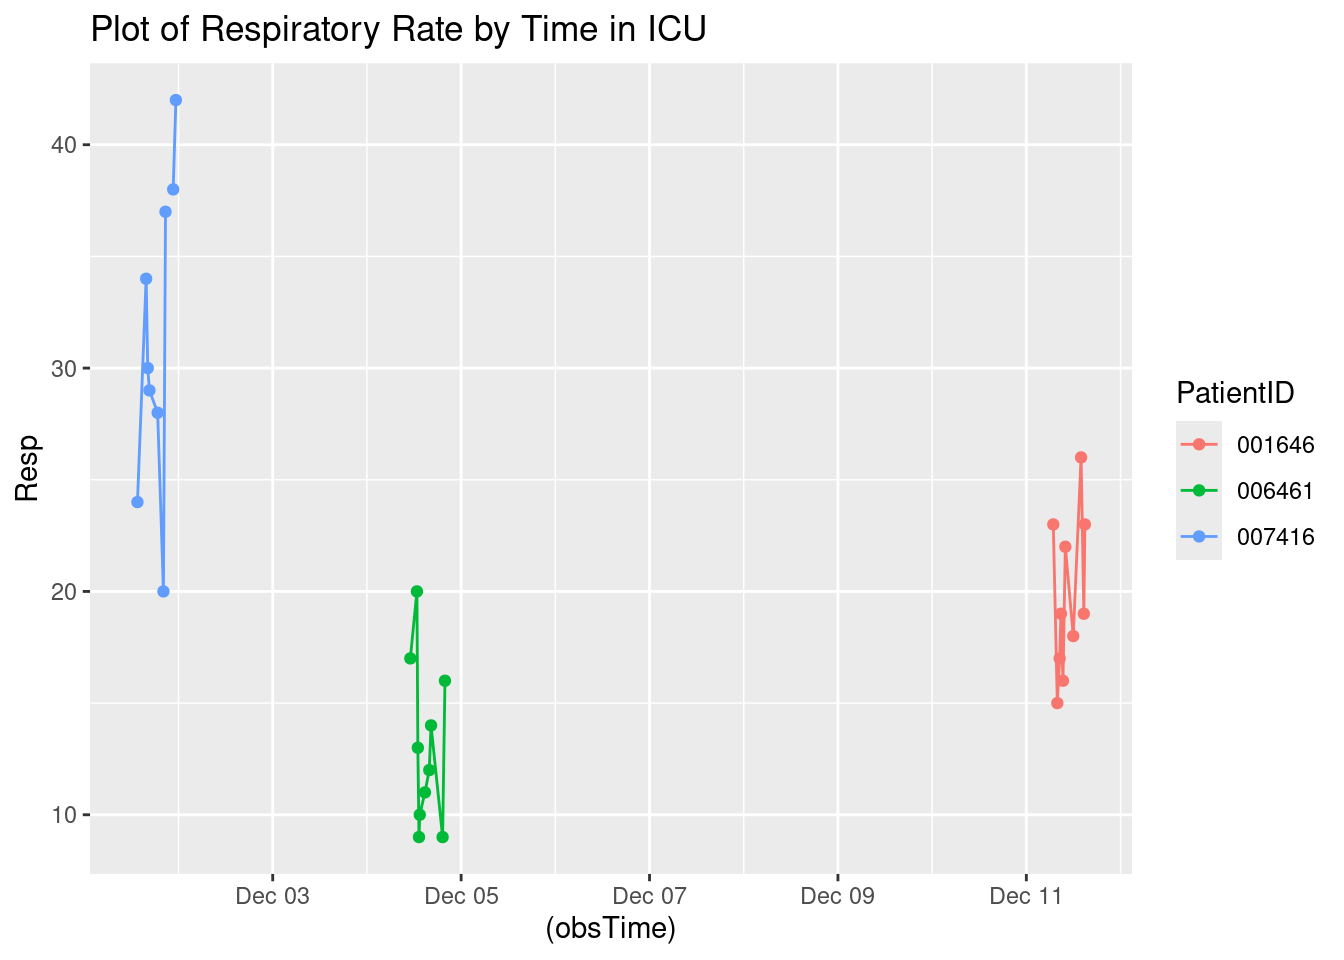 Plot of Respiratory Rate by Time in ICU
40
30
20
10
Resp
Dec 03
Dec 05
Dec 07
Dec 09
Dec 11
(obsTime)
PatientID
001646
006461
007416